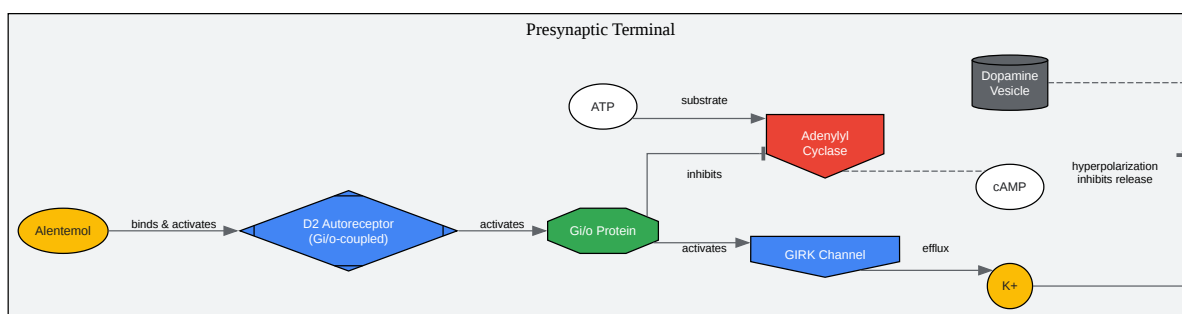 Presynaptic Terminal
Dopamine
Vesicle
ATP
substrate
Adenylyl
Cyclase
inhibits
cAMP
hyperpolarization
inhibits release
Alentemol
binds & activates
D2 Autoreceptor
(Gi/o-coupled)
activates
Gi/o Protein
activates
GIRK Channel
efflux
K+